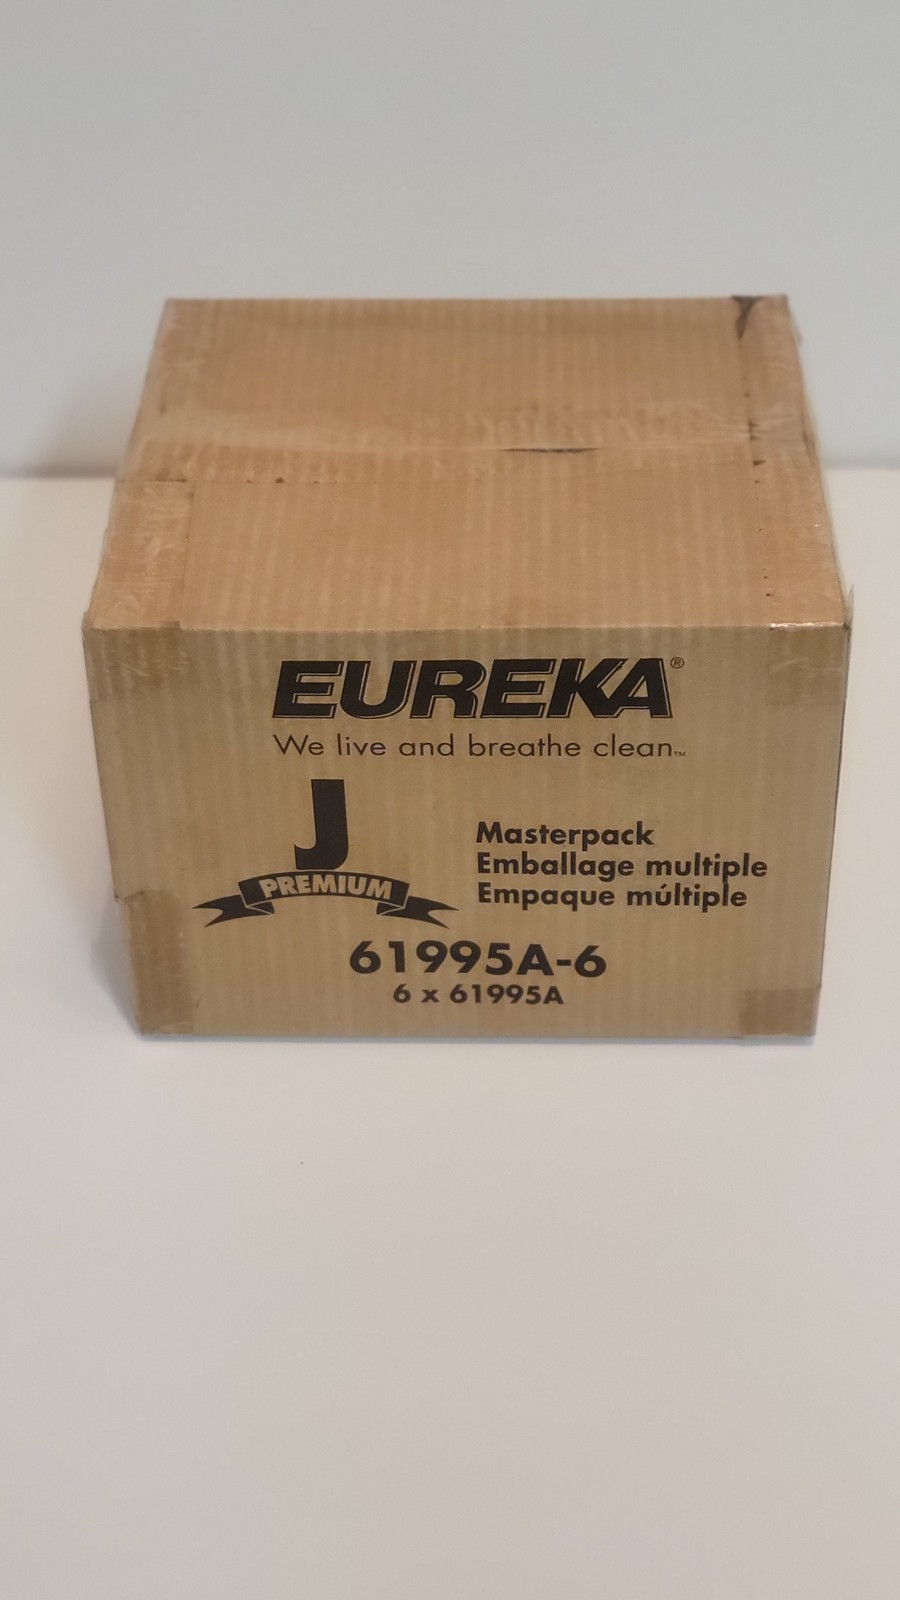 EUREKA®
We live and breathe clean™
J
PREMIUM
Masterpack
Emballage multiple
Empaque múltiple
61995A-6
6 x 61995A